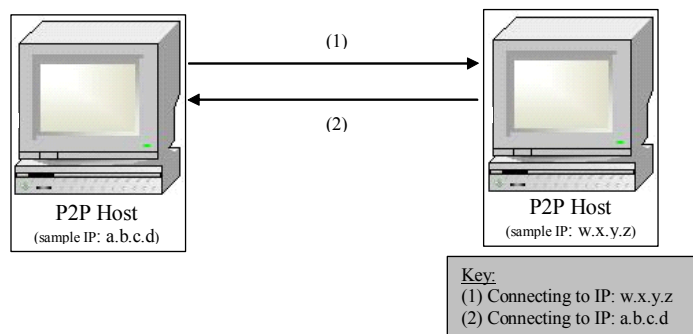 (1)
(2)
P2P Host
(sample IP: a.b.c.d)
P2P Host
(sample IP: w.x.y.z)
Key:
(1) Connecting to IP: w.x.y.z
(2) Connecting to IP: a.b.c.d